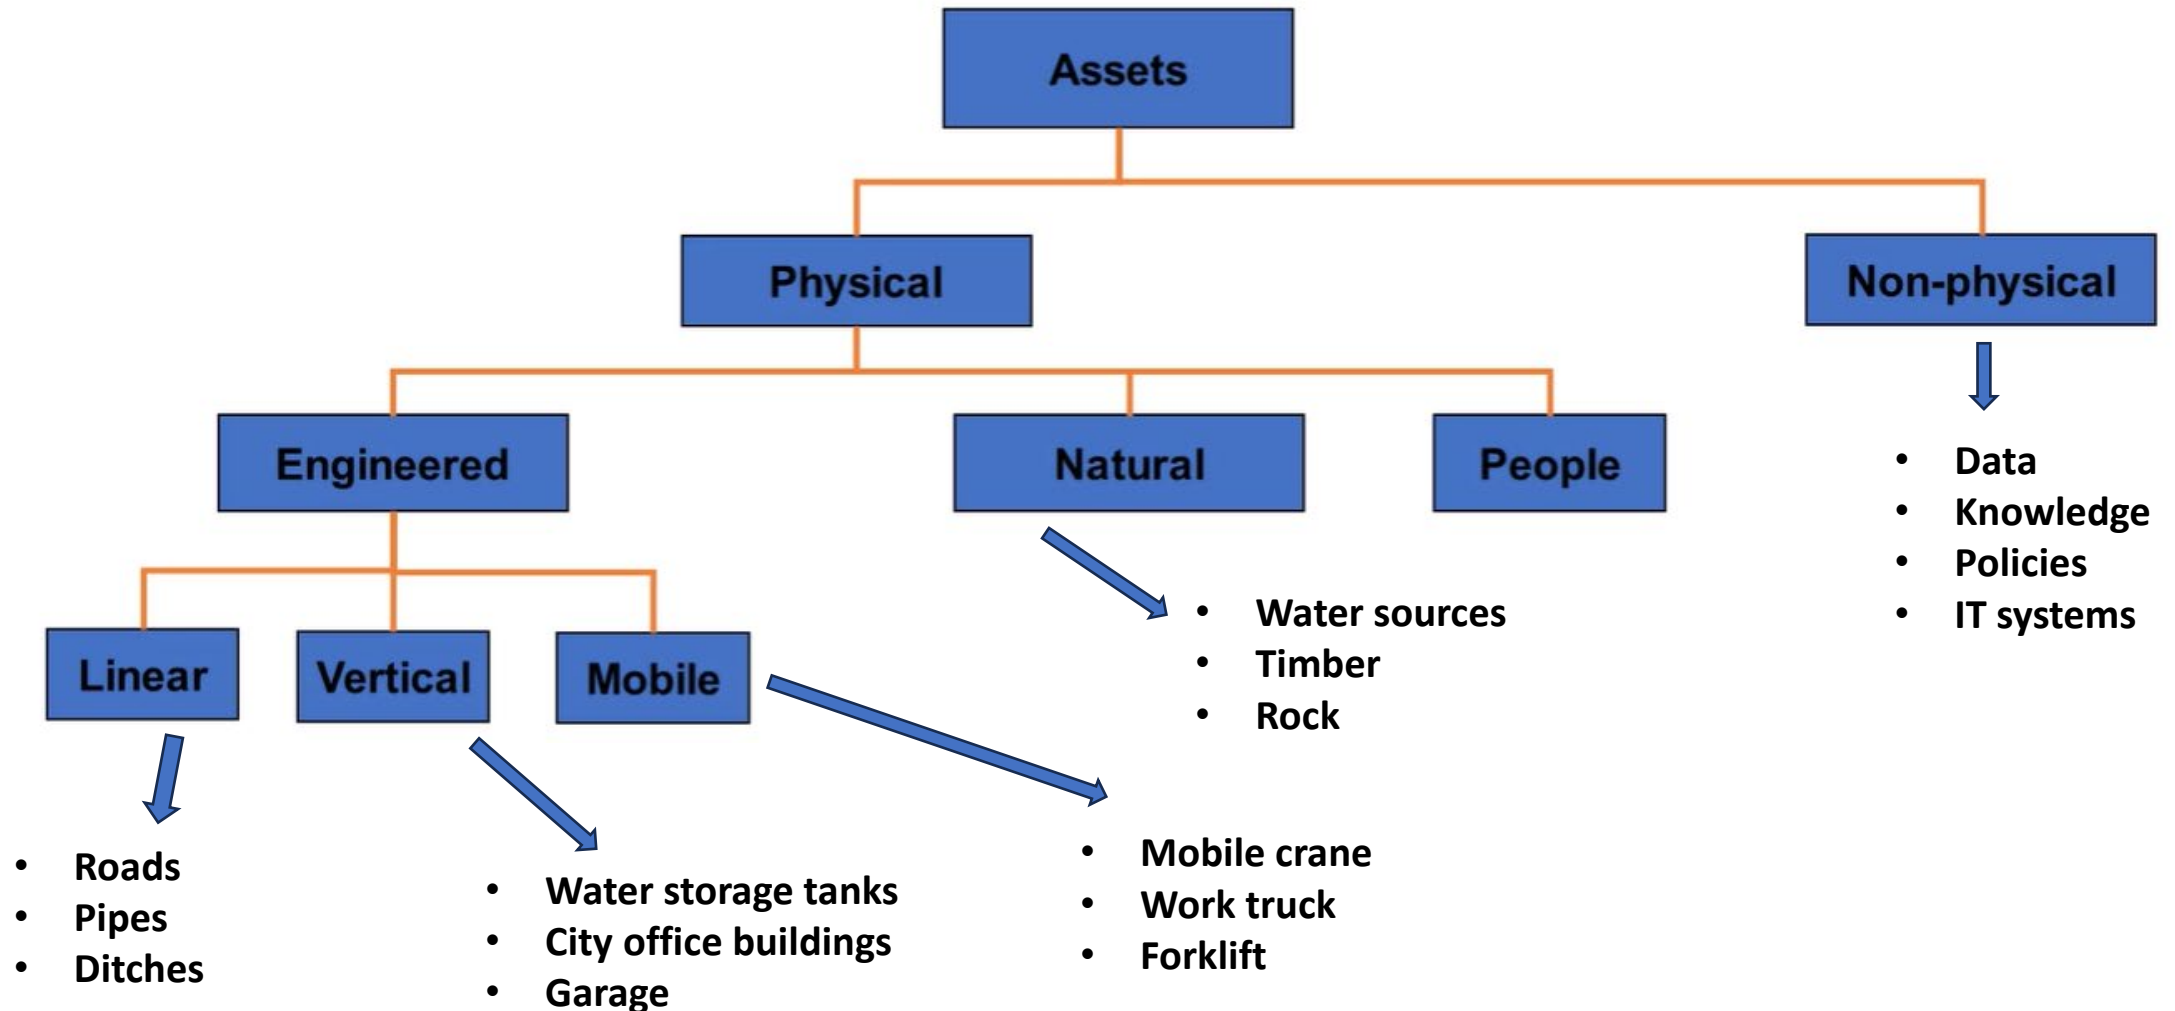 Assets
Physical
Non-physical
Engineered
Natural
People
• Data
• Knowledge
• Policies
• IT systems
Linear
Vertical
Mobile
• Water sources
• Timber
• Rock
• Roads
• Pipes
• Ditches
• Water storage tanks
• City office buildings
• Garage
• Mobile crane
• Work truck
• Forklift